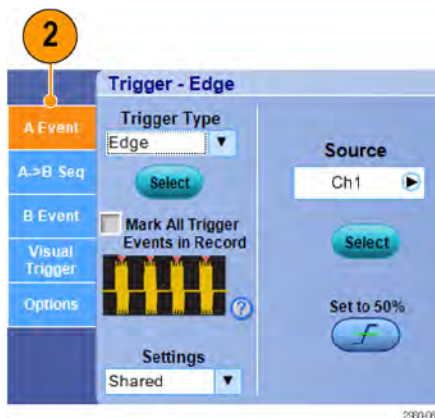 2
Trigger - Edge
A Event
A->B Seq
B Event
Visual
Trigger
Options
Trigger Type
Edge
Select
Mark All Trigger
Events in Record
?
Settings
Shared
Source
Ch1
Select
Set to 50%